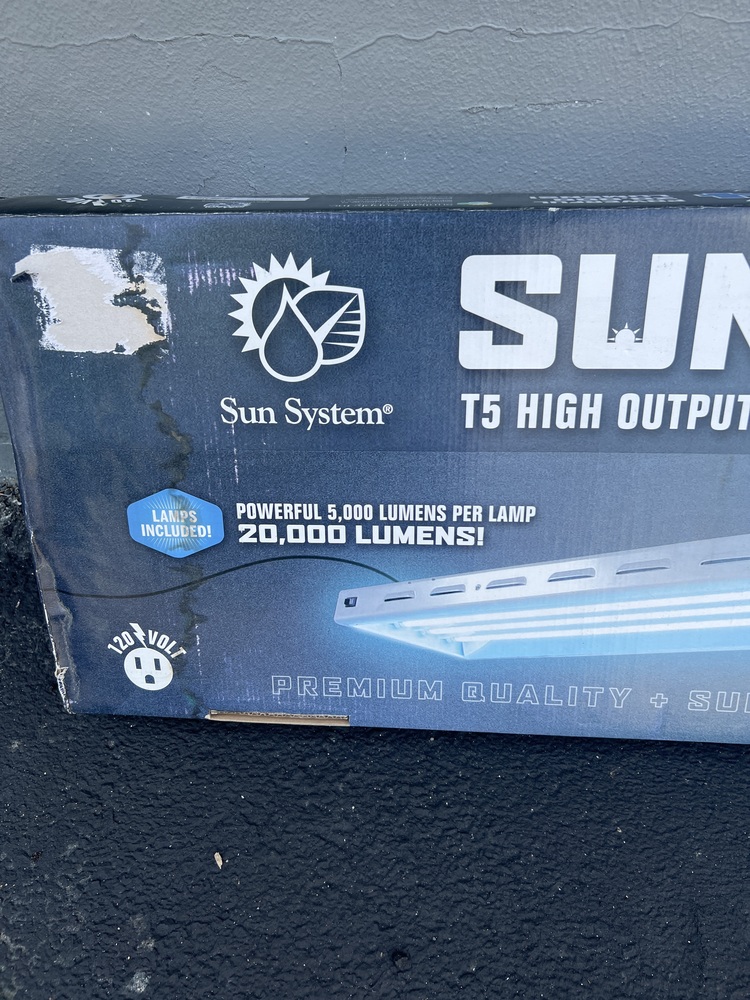 SUN
T5 HIGH OUTPUT
Sun System®
LAMPS
INCLUDED!
POWERFUL 5,000 LUMENS PER LAMP
20,000 LUMENS!
120 VOLT
PREMIUM QUALITY +